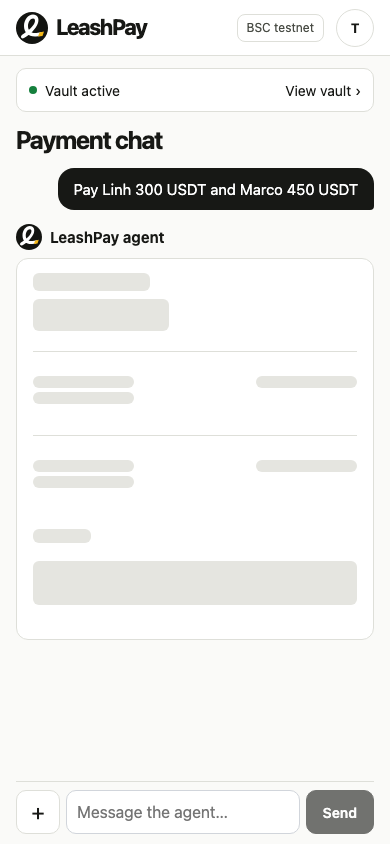 LeashPay
BSC testnet
T
Vault active
View vault ›
Payment chat
Pay Linh 300 USDT and Marco 450 USDT
LeashPay agent
+
Message the agent...
Send